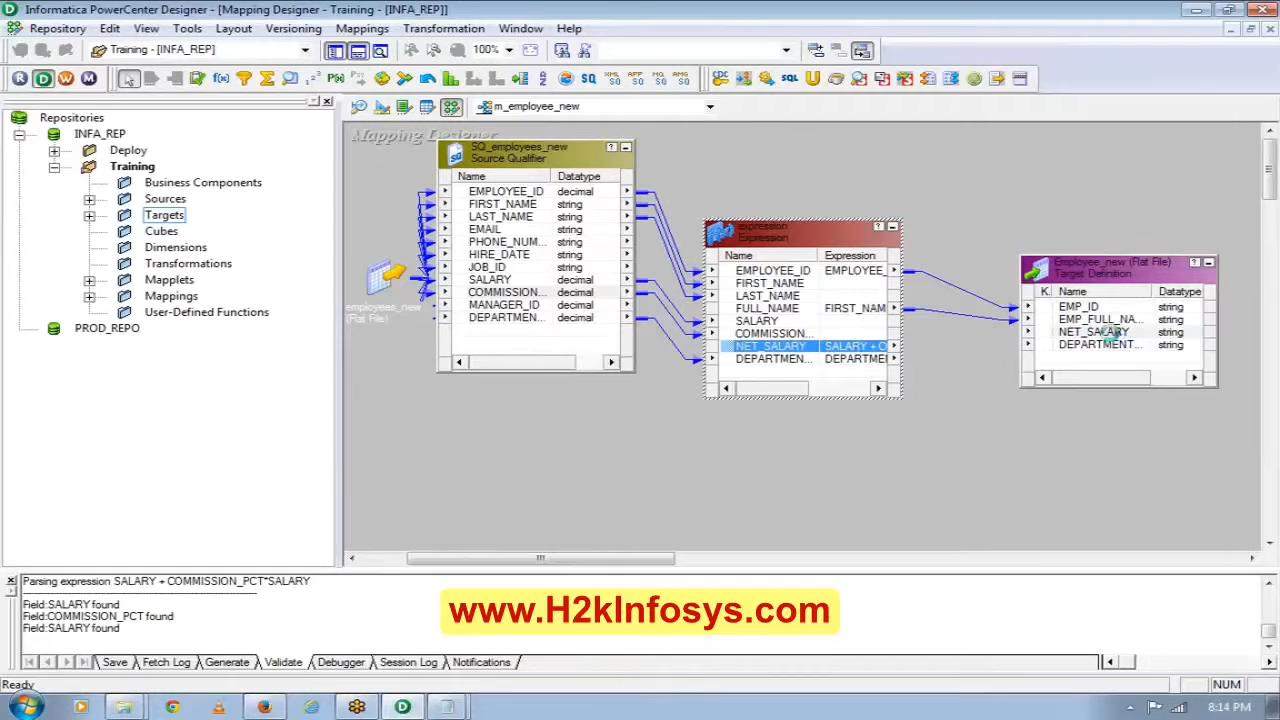 Informatica PowerCenter Designer - [Mapping Designer - Training - [INFA_REP]]
Repository Edit View Tools Layout Versioning Mappings Transformation Window Help
Training - [INFA_REP]
100%
m_employee_new
Repositories
INFA_REP
Deploy
Training
Business Components
Sources
Targets
Cubes
Dimensions
Transformations
Mapplets
Mappings
User-Defined Functions
PROD_REPO
Mapping Designer
employees_new
(Flat File)
SQ_employees_new
Source Qualifier
Name Datatype
EMPLOYEE_ID decimal
FIRST_NAME string
LAST_NAME string
EMAIL string
PHONE_NUM... string
HIRE_DATE string
JOB_ID string
SALARY decimal
COMMISSION... decimal
MANAGER_ID decimal
DEPARTMEN... decimal
Expression
Expression
Name Expression
EMPLOYEE_ID EMPLOYEE_
FIRST_NAME
LAST_NAME
FULL_NAME FIRST_NAM
SALARY
COMMISSION...
NET_SALARY SALARY + C
DEPARTMEN... DEPARTMEI
Employee_new (Flat File)
Target Definition
K. Name Datatype
EMP_ID string
EMP_FULL_NA... string
NET_SALARY string
DEPARTMENT... string
Parsing expression SALARY + COMMISSION_PCT*SALARY
Field:SALARY found
Field:COMMISSION_PCT found
Field:SALARY found
www.H2kInfosys.com
Save Fetch Log Generate Validate Debugger Session Log Notifications
Ready
NUM
8:14 PM